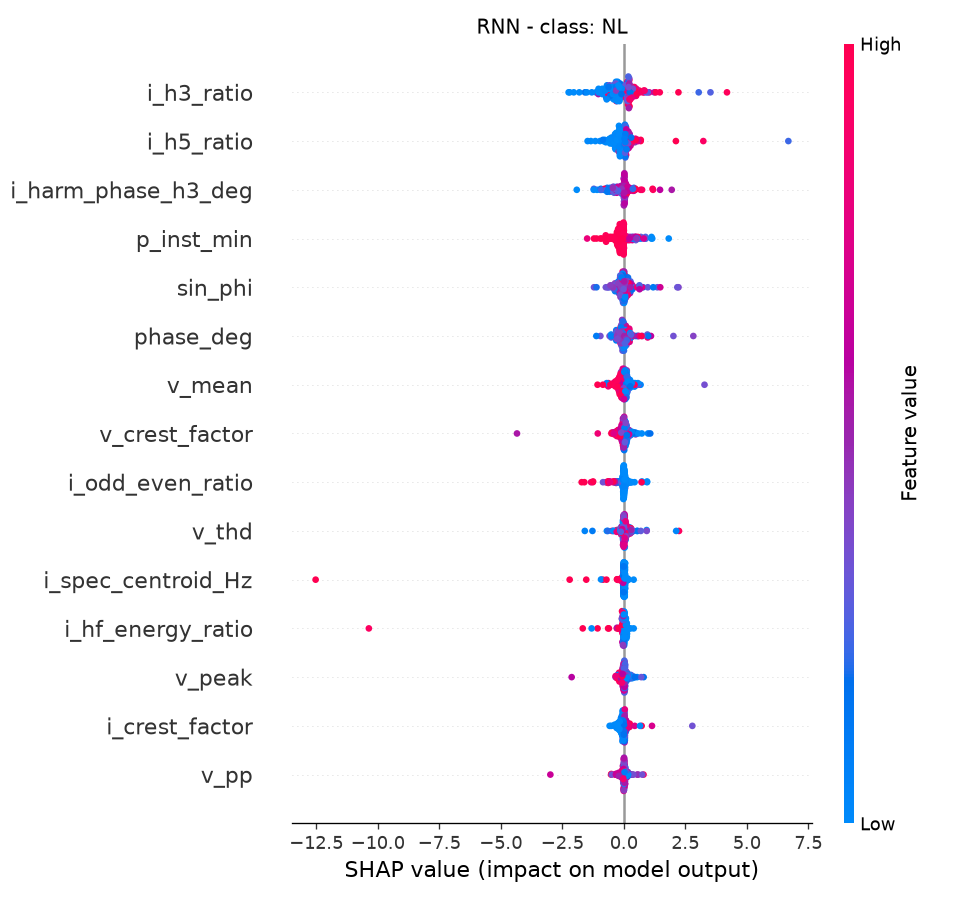 RNN - class: NL
High
i_h3_ratio
i_h5_ratio
i_harm_phase_h3_deg
p_inst_min
sin_phi
phase_deg
v_mean
v_crest_factor
i_odd_even_ratio
v_thd
i_spec_centroid_Hz
i_hf_energy_ratio
v_peak
i_crest_factor
v_pp
Feature value
Low
−12.5 −10.0 −7.5 −5.0 −2.5 0.0 2.5 5.0 7.5
SHAP value (impact on model output)